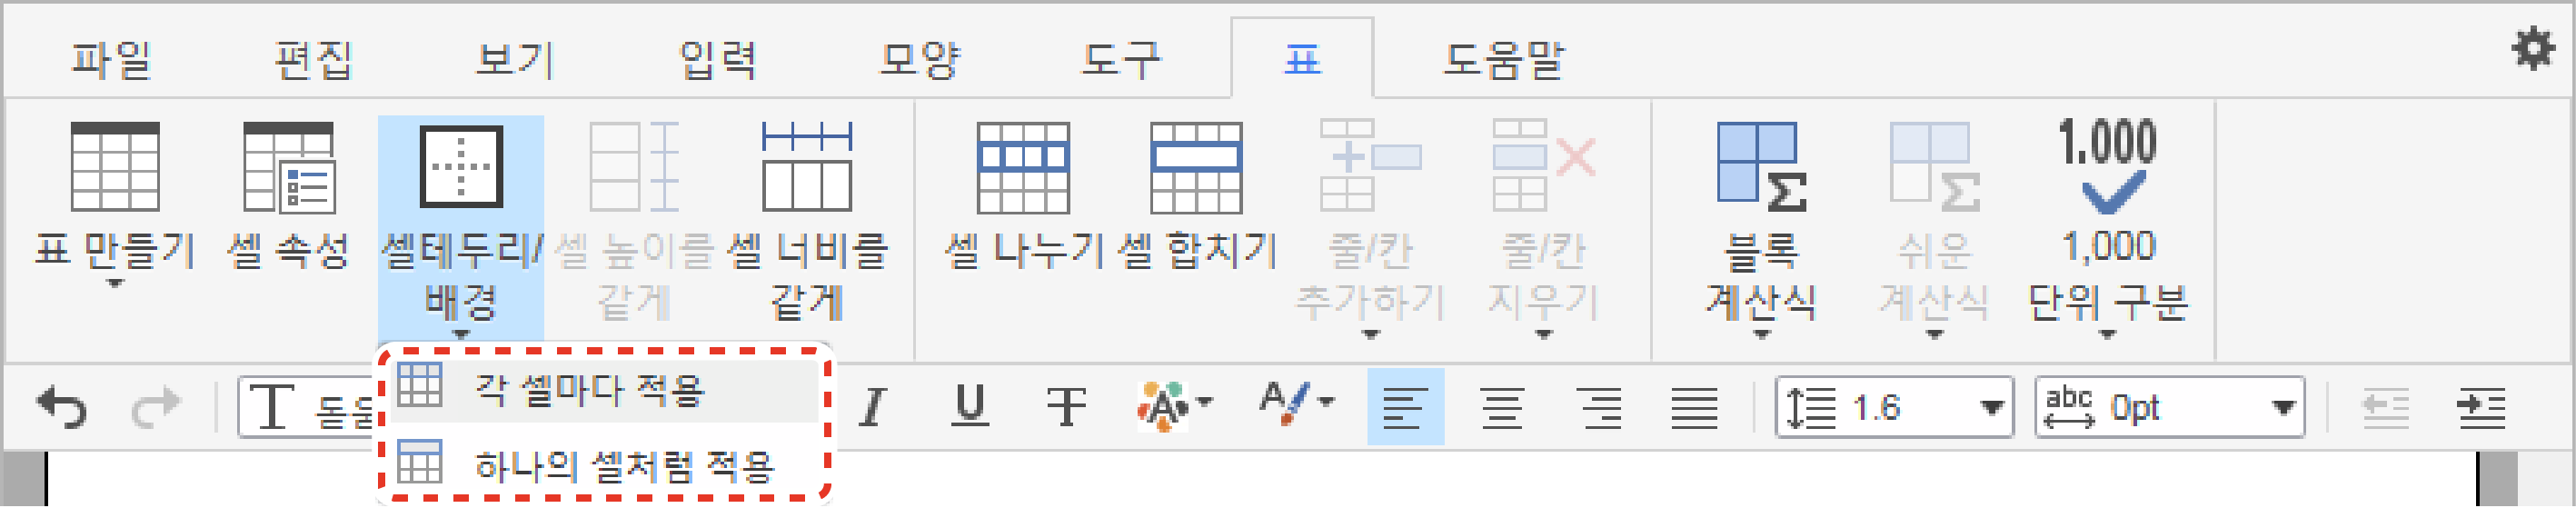 파일 편집 보기 입력 모양 도구 표 도움말
1.000
표 만들기 셀 속성 셀테두리/ 셀 높이를 셀 너비를 셀 나누기 셀 합치기 줄/칸 줄/칸 블록 쉬운 1,000
배경 같게 같게 추가하기 지우기 계산식 계산식 단위 구분
각 셀마다 적용
하나의 셀처럼 적용
T 돋움 I U T A A 1.6 abc 0pt